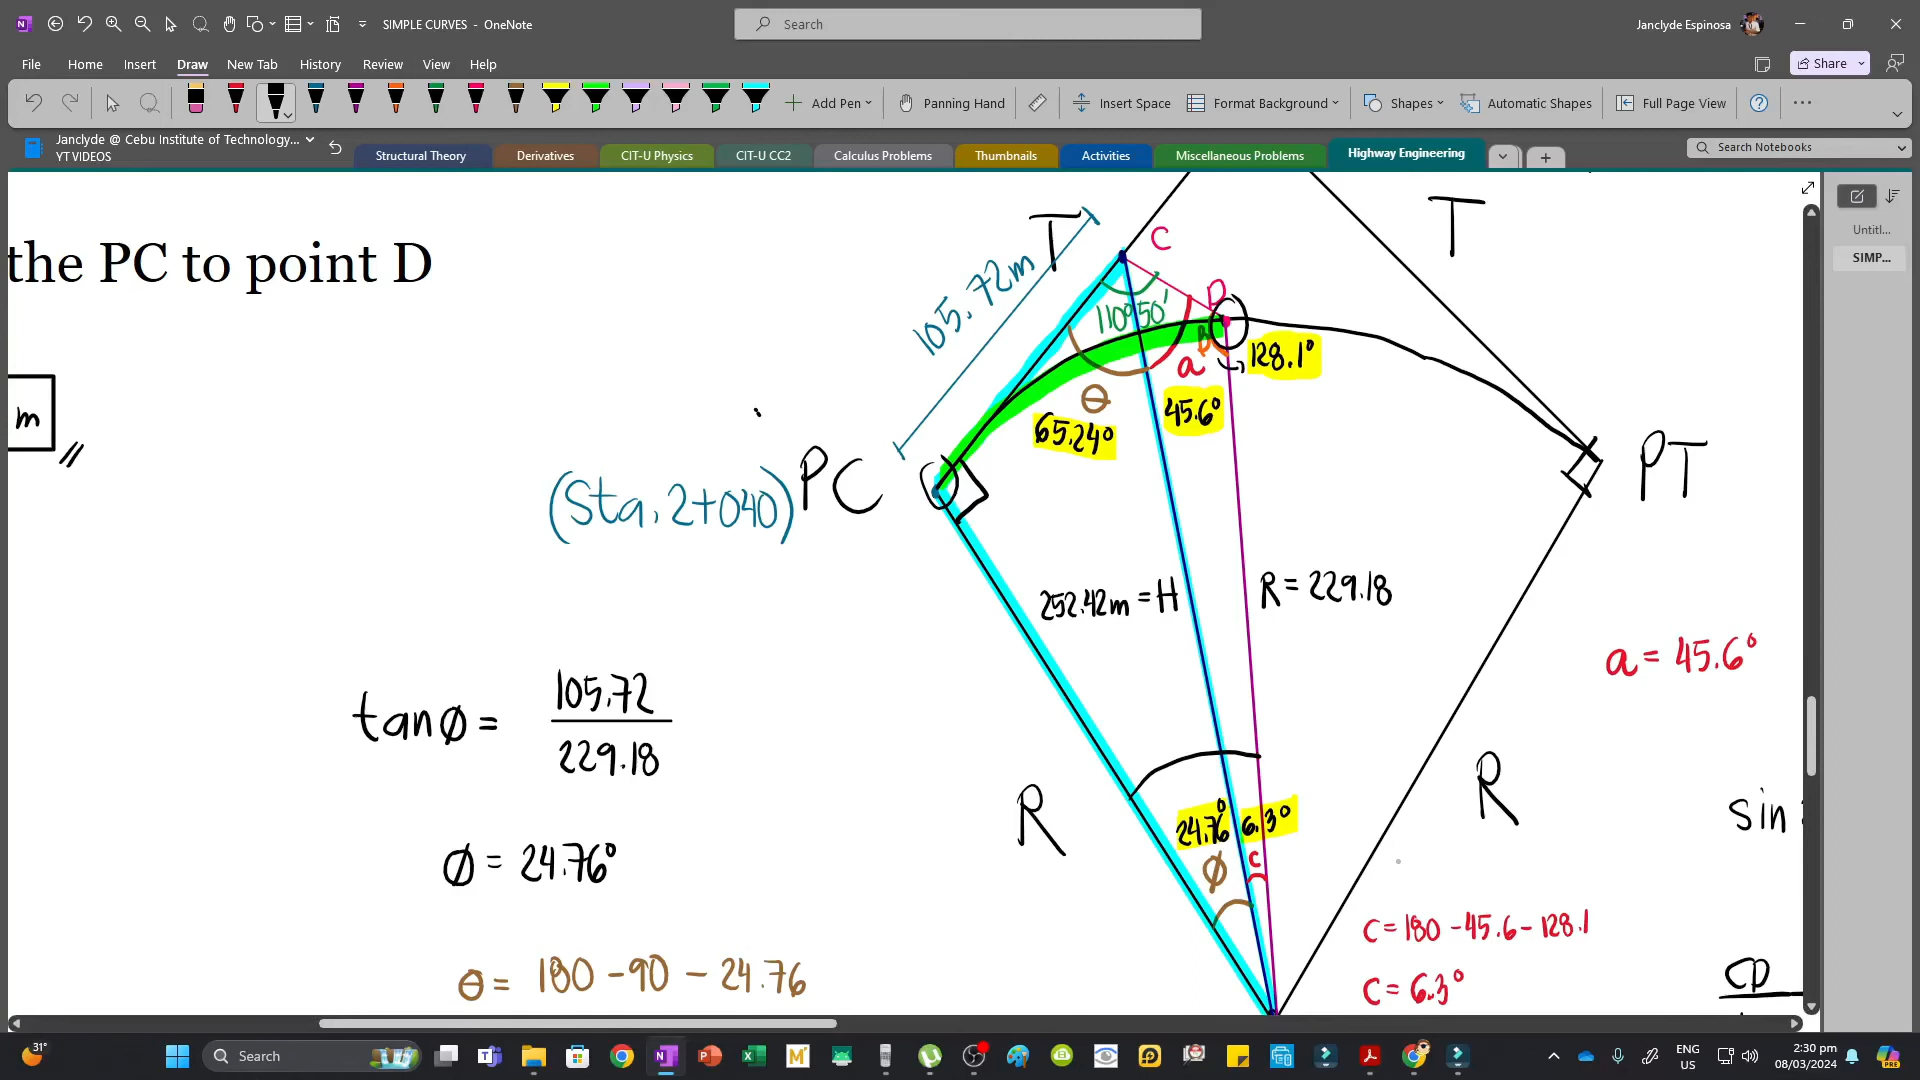 SIMPLE CURVES - OneNote
Search
Janclyde Espinosa
File Home Insert Draw New Tab History Review View Help
Share
Add Pen
Panning Hand
Insert Space
Format Background
Shapes
Automatic Shapes
Full Page View
Janclyde @ Cebu Institute of Technology...
YT VIDEOS
Structural Theory
Derivatives
CIT-U Physics
CIT-U CC2
Calculus Problems
Thumbnails
Activities
Miscellaneous Problems
Highway Engineering
Search Notebooks
Untitl...
SIMP...
the PC to point D
m
T
T
105.72m
C
D
110°50'
B
128.1°
a
θ
45.6°
65.24°
(Sta. 2+040) PC
PT
252.42m = H
R = 229.18
a = 45.6°
tanø = 105.72
229.18
R
R
sin
24.76° 6.3°
ø c
ø = 24.76°
c = 180 - 45.6 - 128.1
θ = 180 - 90 - 24.76
c = 6.3°
CD
31°
Search
ENG
US
2:30 pm
08/03/2024